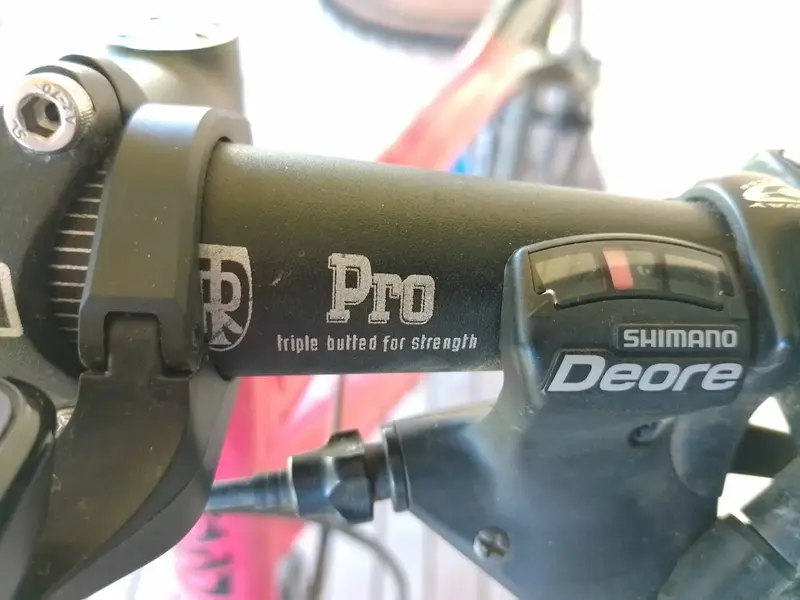 Pro
triple butted for strength
SHIMANO
Deore